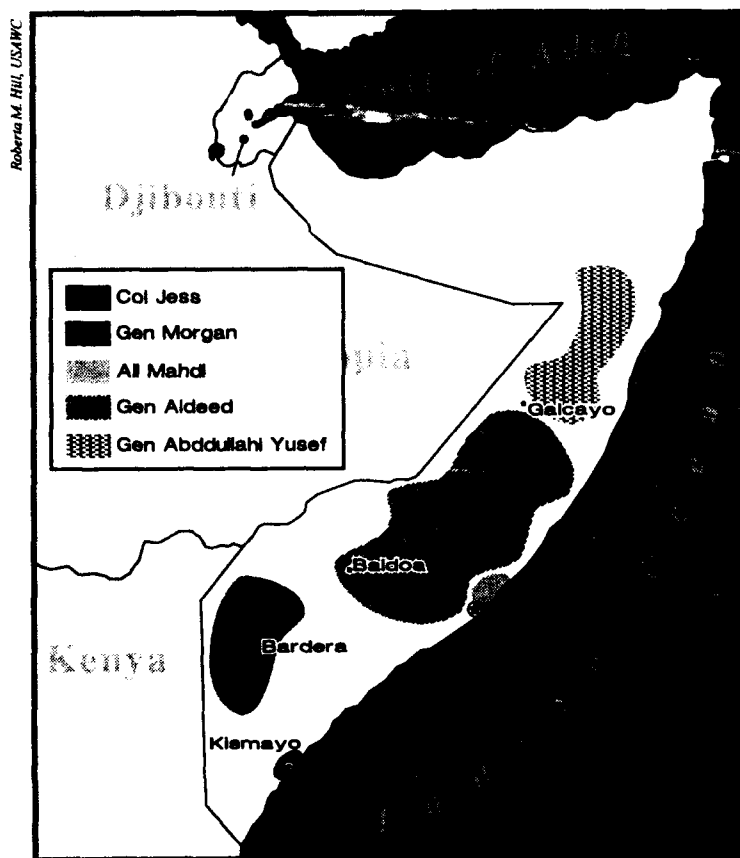 Roberta M. Hill, USAWC
Djibouti
Col Jess
Gen Morgan
Ali Mahdi
Gen Aideed
Gen Abddullahi Yusef
Galcayo
Baidoa
Bardera
Kenya
Kismayo